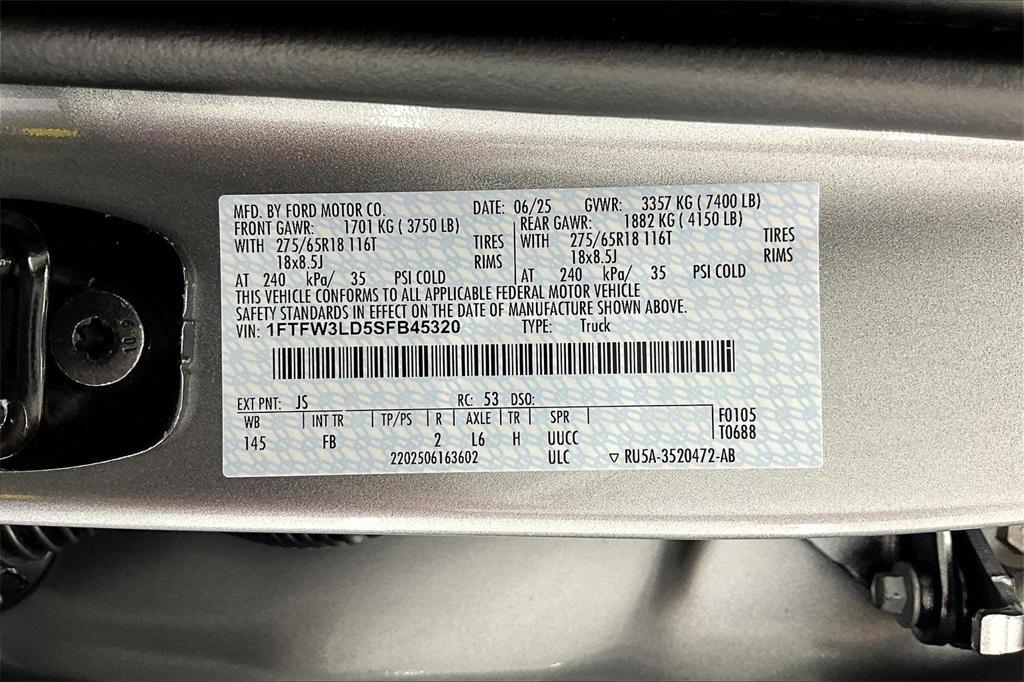 MFD. BY FORD MOTOR CO. DATE: 06/25 GVWR: 3357 KG ( 7400 LB)
FRONT GAWR: 1701 KG ( 3750 LB) REAR GAWR: 1882 KG ( 4150 LB)
WITH 275/65R18 116T TIRES WITH 275/65R18 116T TIRES
18x8.5J RIMS 18x8.5J RIMS
AT 240 kPa/ 35 PSI COLD AT 240 kPa/ 35 PSI COLD
THIS VEHICLE CONFORMS TO ALL APPLICABLE FEDERAL MOTOR VEHICLE
SAFETY STANDARDS IN EFFECT ON THE DATE OF MANUFACTURE SHOWN ABOVE.
VIN: 1FTFW3LD5SFB45320 TYPE: Truck
EXT PNT: JS RC: 53 DSO:
WB INT TR TP/PS R AXLE TR SPR F0105
145 FB 2 L6 H UUCC T0688
2202506163602 ULC ▽ RU5A-3520472-AB
10.9